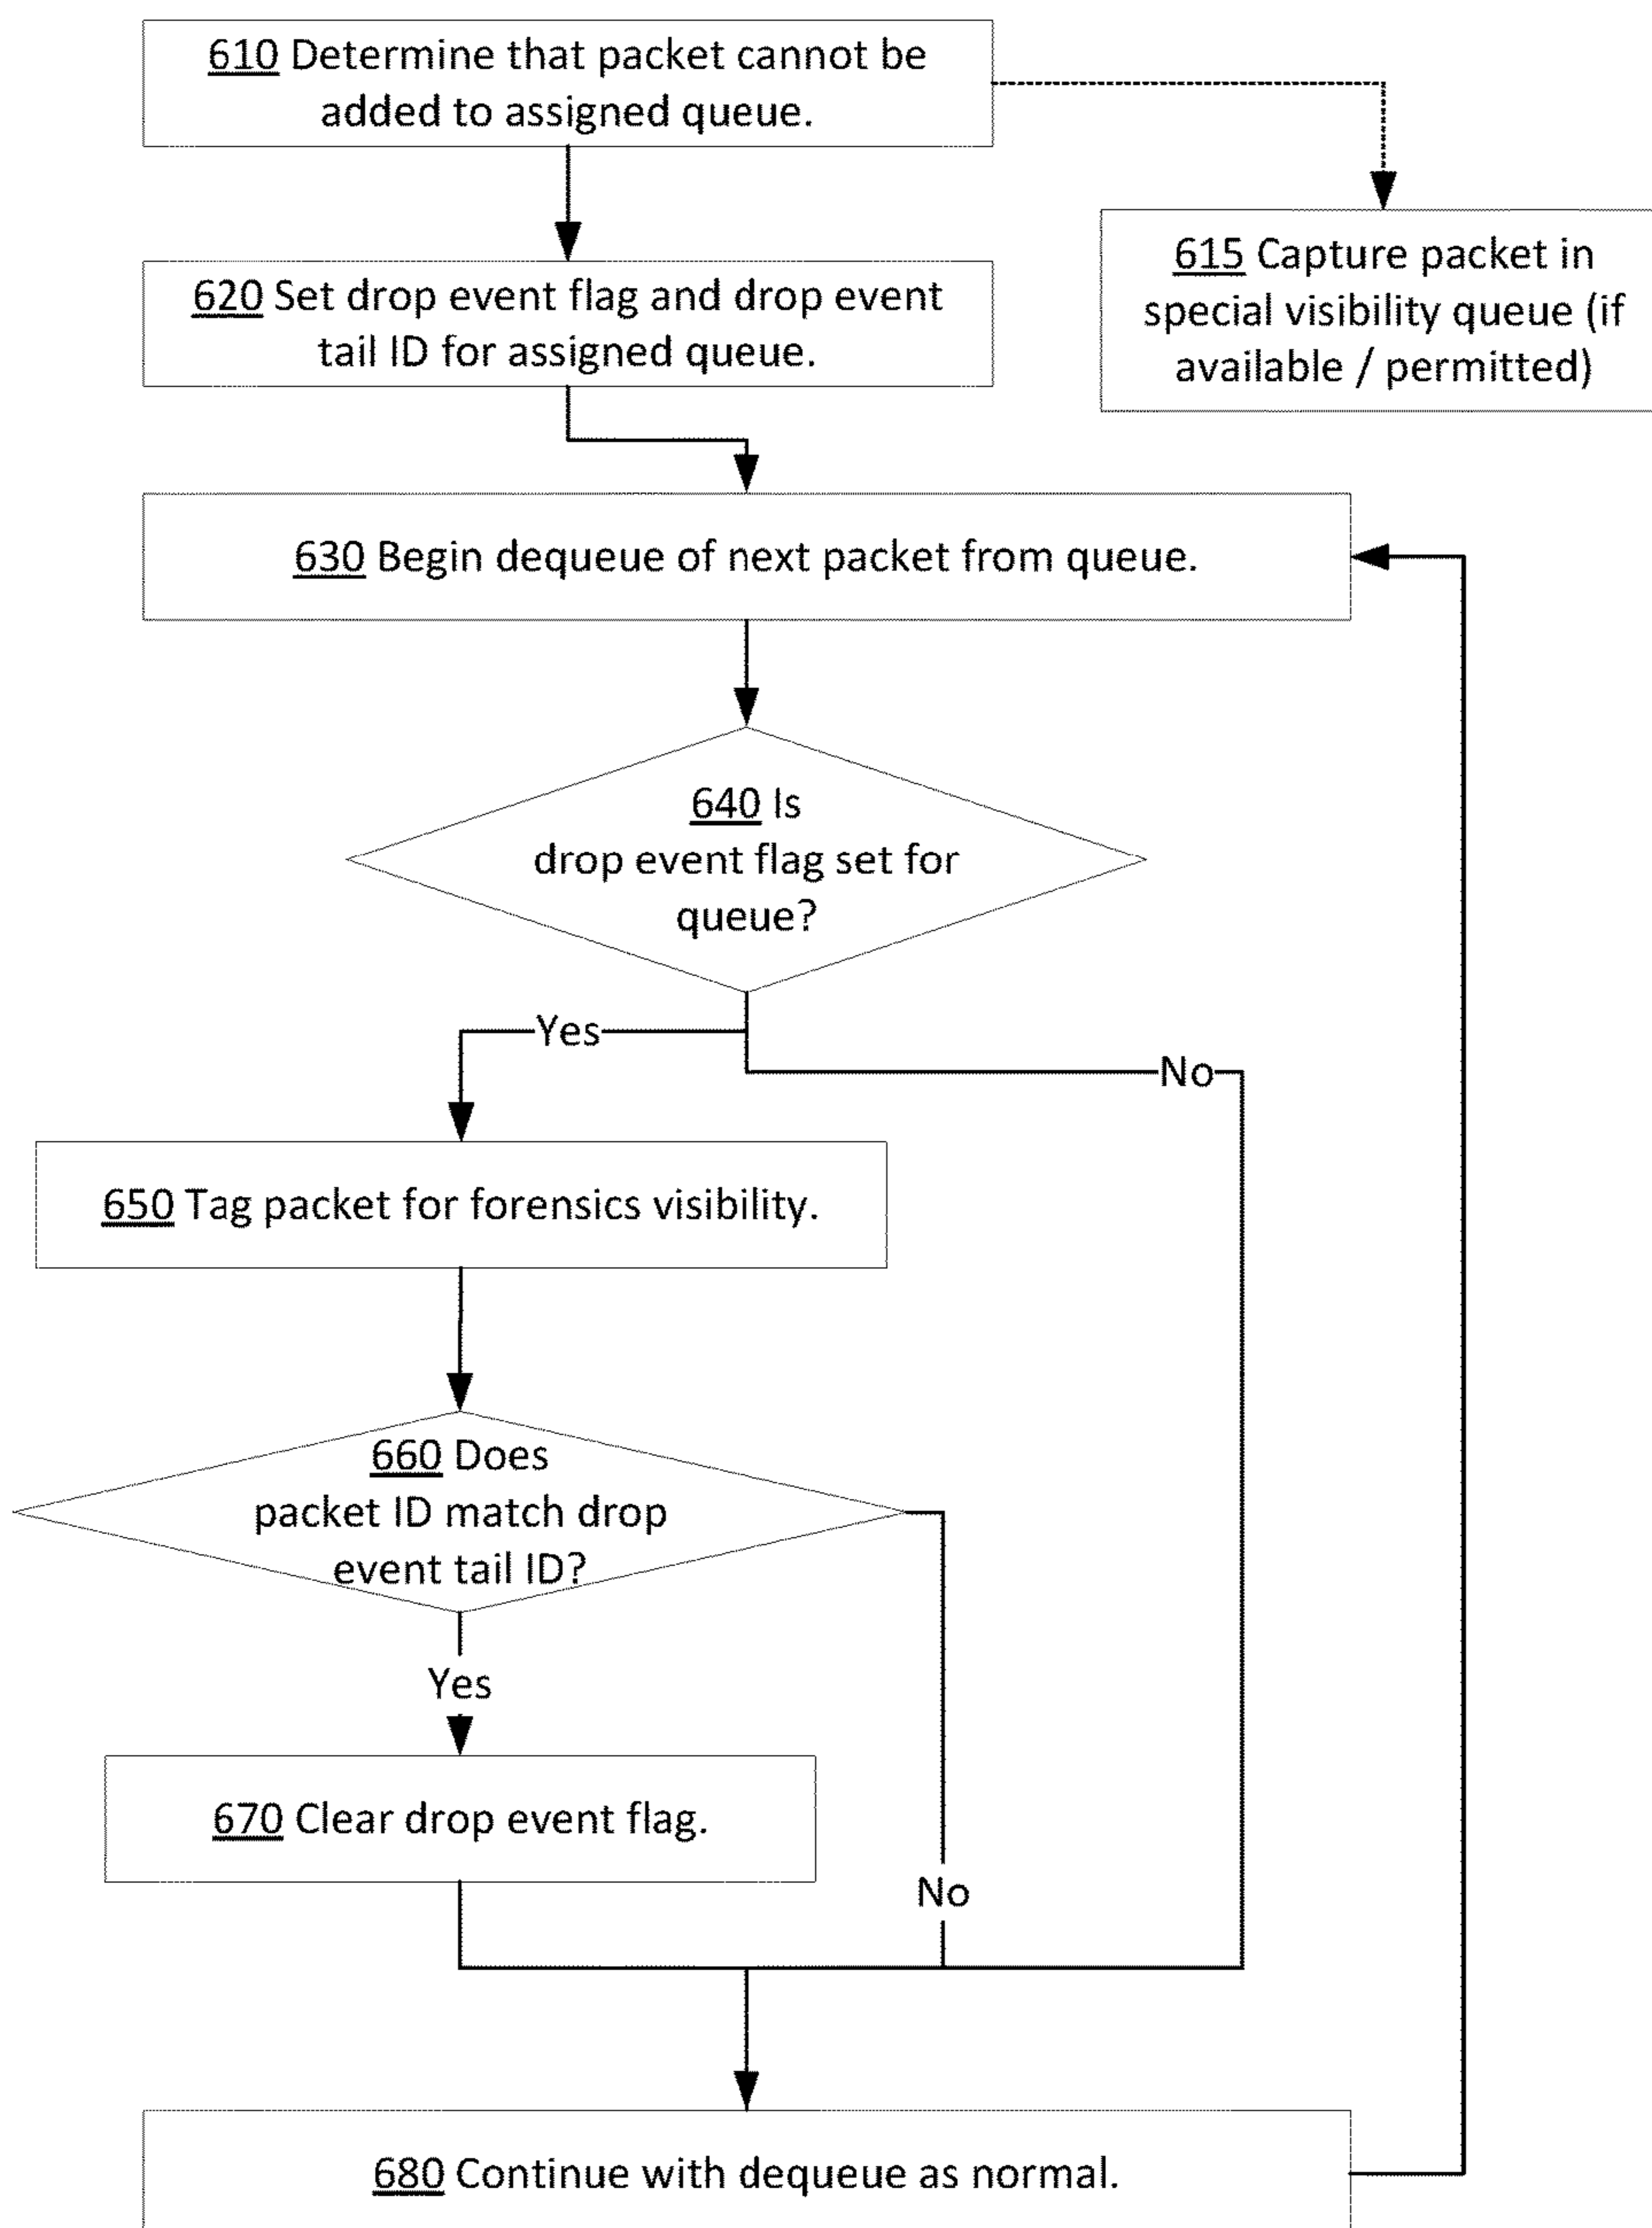 610 Determine that packet cannot be
added to assigned queue.
615 Capture packet in
special visibility queue (if
available / permitted)
620 Set drop event flag and drop event
tail ID for assigned queue.
630 Begin dequeue of next packet from queue.
640 Is
drop event flag set for
queue?
Yes
No
650 Tag packet for forensics visibility.
660 Does
packet ID match drop
event tail ID?
Yes
670 Clear drop event flag.
No
680 Continue with dequeue as normal.